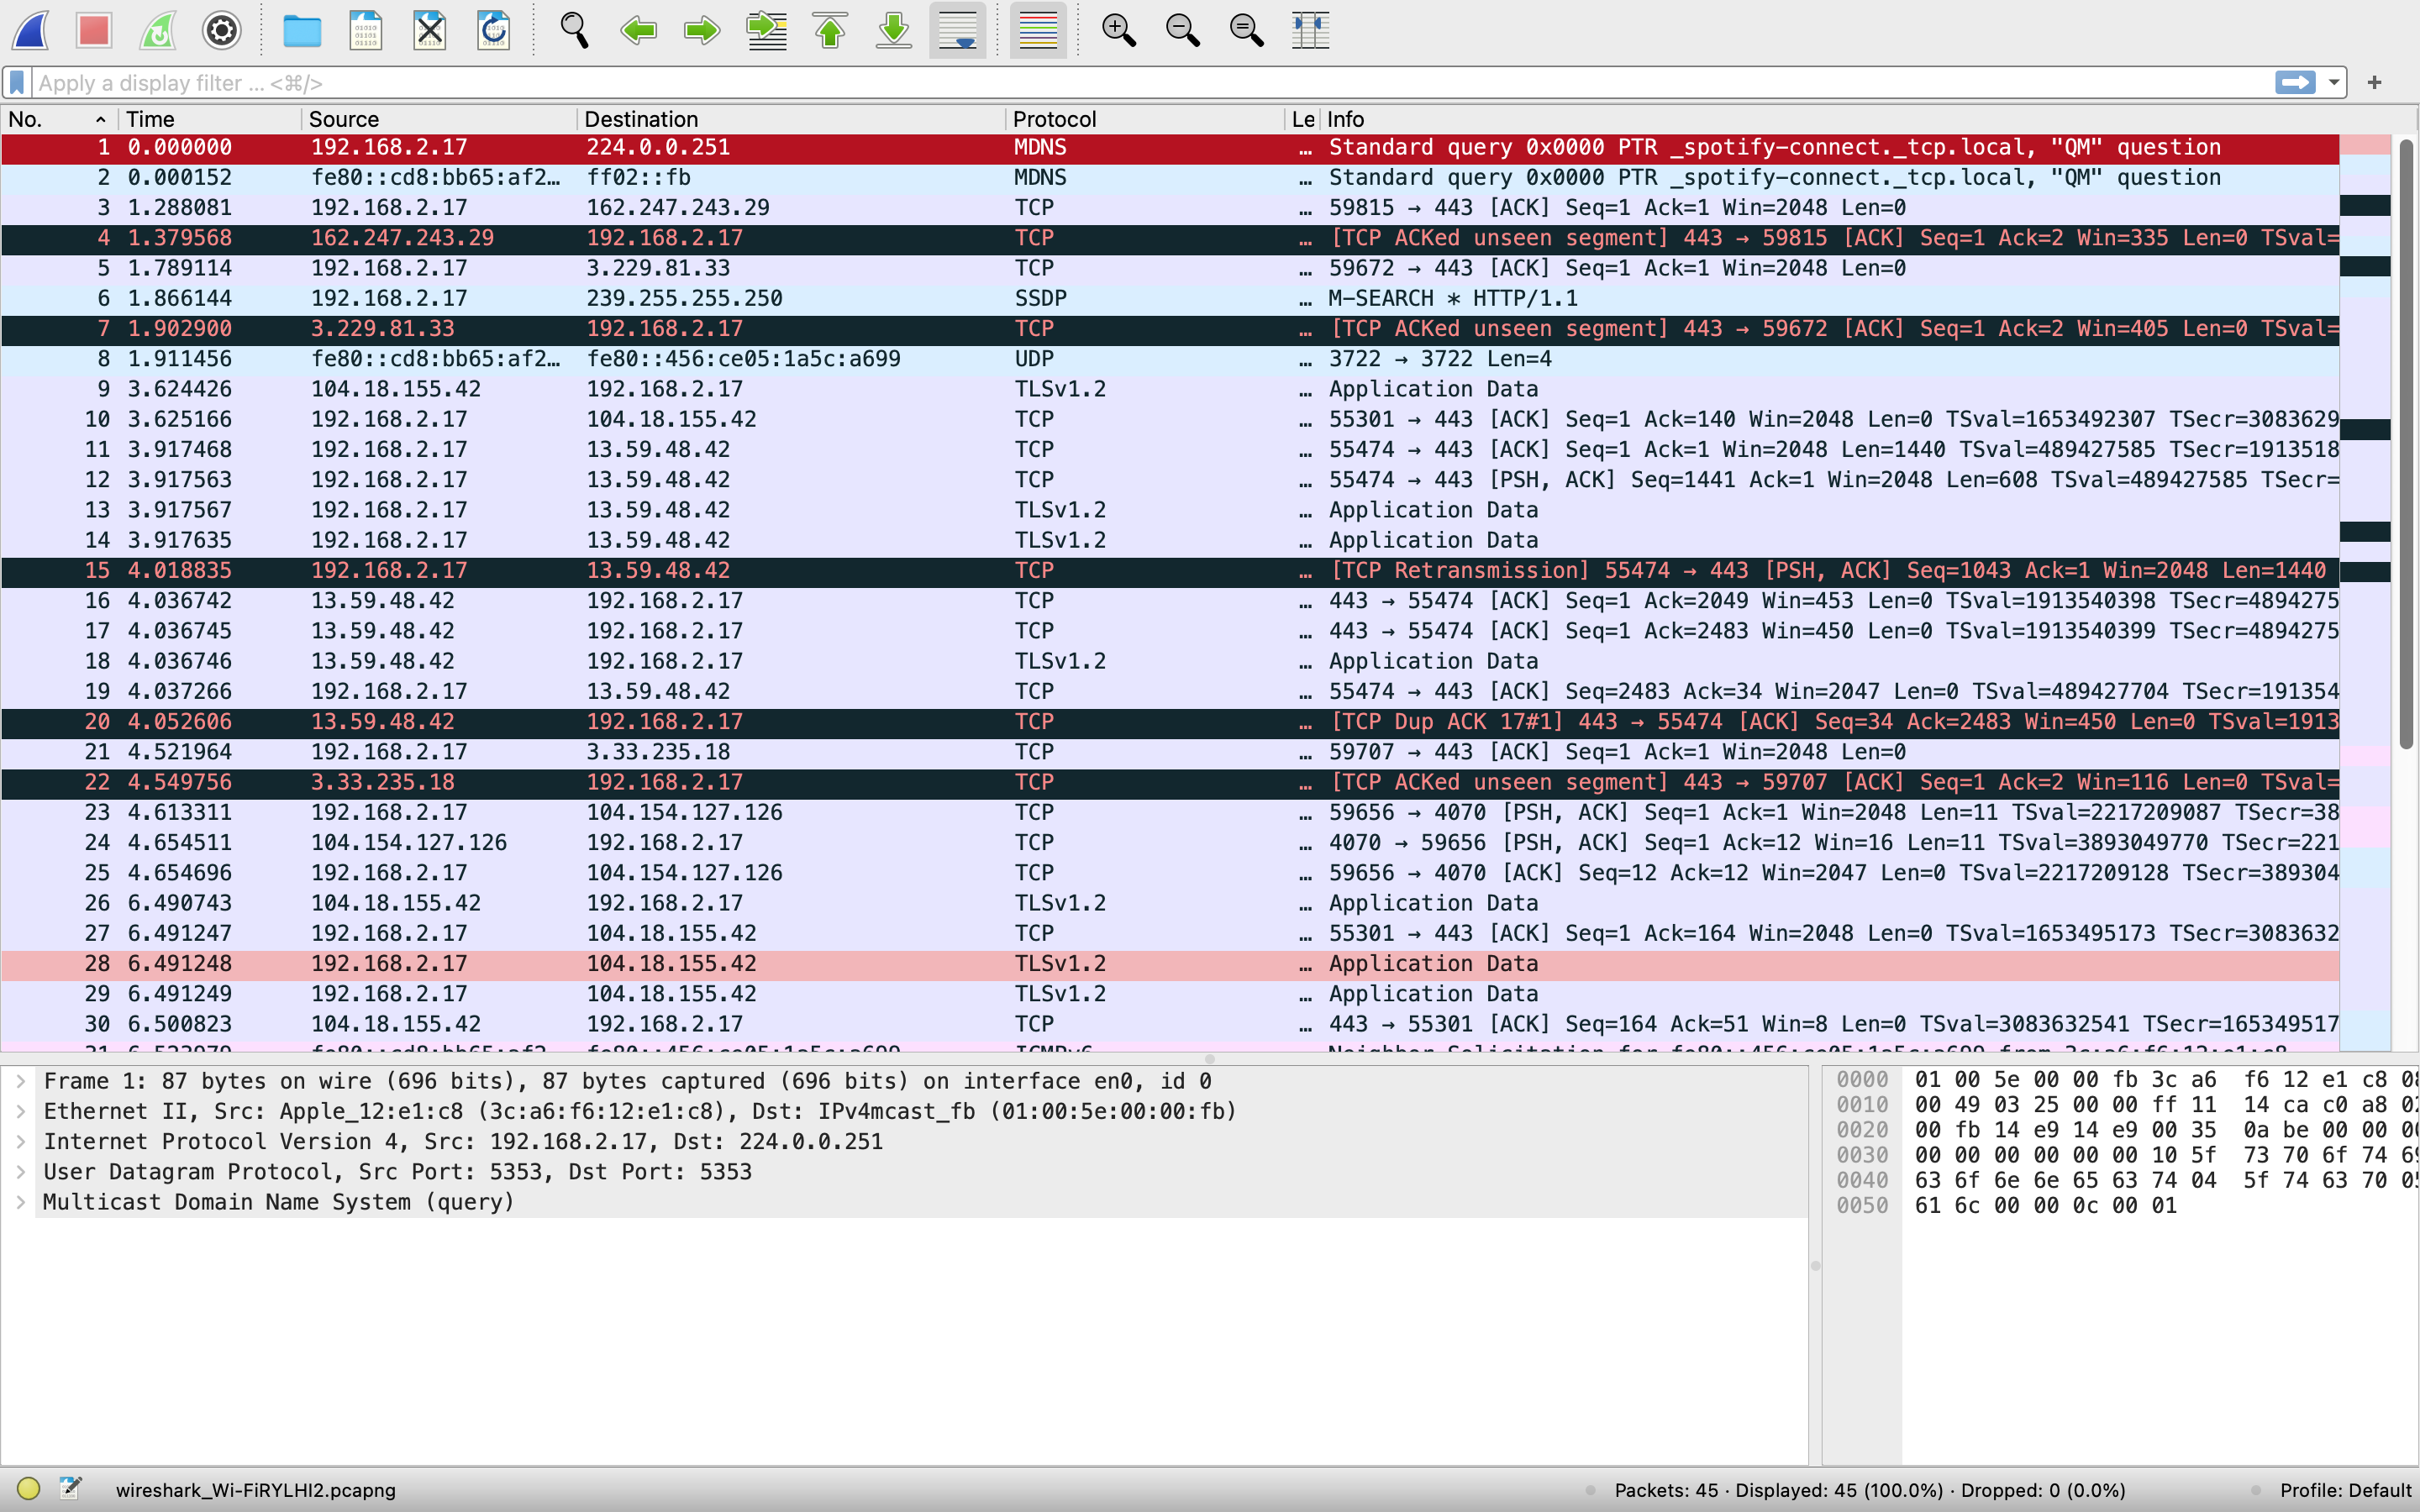 Apply a display filter ... <⌘/>
No. Time Source Destination Protocol Le Info
1 0.000000 192.168.2.17 224.0.0.251 MDNS … Standard query 0x0000 PTR _spotify-connect._tcp.local, "QM" question
2 0.000152 fe80::cd8:bb65:af2… ff02::fb MDNS … Standard query 0x0000 PTR _spotify-connect._tcp.local, "QM" question
3 1.288081 192.168.2.17 162.247.243.29 TCP … 59815 → 443 [ACK] Seq=1 Ack=1 Win=2048 Len=0
4 1.379568 162.247.243.29 192.168.2.17 TCP … [TCP ACKed unseen segment] 443 → 59815 [ACK] Seq=1 Ack=2 Win=335 Len=0 TSval=
5 1.789114 192.168.2.17 3.229.81.33 TCP … 59672 → 443 [ACK] Seq=1 Ack=1 Win=2048 Len=0
6 1.866144 192.168.2.17 239.255.255.250 SSDP … M-SEARCH * HTTP/1.1
7 1.902900 3.229.81.33 192.168.2.17 TCP … [TCP ACKed unseen segment] 443 → 59672 [ACK] Seq=1 Ack=2 Win=405 Len=0 TSval=
8 1.911456 fe80::cd8:bb65:af2… fe80::456:ce05:1a5c:a699 UDP … 3722 → 3722 Len=4
9 3.624426 104.18.155.42 192.168.2.17 TLSv1.2 … Application Data
10 3.625166 192.168.2.17 104.18.155.42 TCP … 55301 → 443 [ACK] Seq=1 Ack=140 Win=2048 Len=0 TSval=1653492307 TSecr=3083629
11 3.917468 192.168.2.17 13.59.48.42 TCP … 55474 → 443 [ACK] Seq=1 Ack=1 Win=2048 Len=1440 TSval=489427585 TSecr=1913518
12 3.917563 192.168.2.17 13.59.48.42 TCP … 55474 → 443 [PSH, ACK] Seq=1441 Ack=1 Win=2048 Len=608 TSval=489427585 TSecr=
13 3.917567 192.168.2.17 13.59.48.42 TLSv1.2 … Application Data
14 3.917635 192.168.2.17 13.59.48.42 TLSv1.2 … Application Data
15 4.018835 192.168.2.17 13.59.48.42 TCP … [TCP Retransmission] 55474 → 443 [PSH, ACK] Seq=1043 Ack=1 Win=2048 Len=1440
16 4.036742 13.59.48.42 192.168.2.17 TCP … 443 → 55474 [ACK] Seq=1 Ack=2049 Win=453 Len=0 TSval=1913540398 TSecr=4894275
17 4.036745 13.59.48.42 192.168.2.17 TCP … 443 → 55474 [ACK] Seq=1 Ack=2483 Win=450 Len=0 TSval=1913540399 TSecr=4894275
18 4.036746 13.59.48.42 192.168.2.17 TLSv1.2 … Application Data
19 4.037266 192.168.2.17 13.59.48.42 TCP … 55474 → 443 [ACK] Seq=2483 Ack=34 Win=2047 Len=0 TSval=489427704 TSecr=191354
20 4.052606 13.59.48.42 192.168.2.17 TCP … [TCP Dup ACK 17#1] 443 → 55474 [ACK] Seq=34 Ack=2483 Win=450 Len=0 TSval=1913
21 4.521964 192.168.2.17 3.33.235.18 TCP … 59707 → 443 [ACK] Seq=1 Ack=1 Win=2048 Len=0
22 4.549756 3.33.235.18 192.168.2.17 TCP … [TCP ACKed unseen segment] 443 → 59707 [ACK] Seq=1 Ack=2 Win=116 Len=0 TSval=
23 4.613311 192.168.2.17 104.154.127.126 TCP … 59656 → 4070 [PSH, ACK] Seq=1 Ack=1 Win=2048 Len=11 TSval=2217209087 TSecr=38
24 4.654511 104.154.127.126 192.168.2.17 TCP … 4070 → 59656 [PSH, ACK] Seq=1 Ack=12 Win=16 Len=11 TSval=3893049770 TSecr=221
25 4.654696 192.168.2.17 104.154.127.126 TCP … 59656 → 4070 [ACK] Seq=12 Ack=12 Win=2047 Len=0 TSval=2217209128 TSecr=389304
26 6.490743 104.18.155.42 192.168.2.17 TLSv1.2 … Application Data
27 6.491247 192.168.2.17 104.18.155.42 TCP … 55301 → 443 [ACK] Seq=1 Ack=164 Win=2048 Len=0 TSval=1653495173 TSecr=3083632
28 6.491248 192.168.2.17 104.18.155.42 TLSv1.2 … Application Data
29 6.491249 192.168.2.17 104.18.155.42 TLSv1.2 … Application Data
30 6.500823 104.18.155.42 192.168.2.17 TCP … 443 → 55301 [ACK] Seq=164 Ack=51 Win=8 Len=0 TSval=3083632541 TSecr=165349517
Frame 1: 87 bytes on wire (696 bits), 87 bytes captured (696 bits) on interface en0, id 0
Ethernet II, Src: Apple_12:e1:c8 (3c:a6:f6:12:e1:c8), Dst: IPv4mcast_fb (01:00:5e:00:00:fb)
Internet Protocol Version 4, Src: 192.168.2.17, Dst: 224.0.0.251
User Datagram Protocol, Src Port: 5353, Dst Port: 5353
Multicast Domain Name System (query)
0000 01 00 5e 00 00 fb 3c a6 f6 12 e1 c8
0010 00 49 03 25 00 00 ff 11 14 ca c0 a8
0020 00 fb 14 e9 14 e9 00 35 0a be 00 00
0030 00 00 00 00 00 00 10 5f 73 70 6f 74
0040 63 6f 6e 6e 65 63 74 04 5f 74 63 70
0050 61 6c 00 00 0c 00 01
wireshark_Wi-FiRYLHI2.pcapng
Packets: 45 · Displayed: 45 (100.0%) · Dropped: 0 (0.0%)
Profile: Default